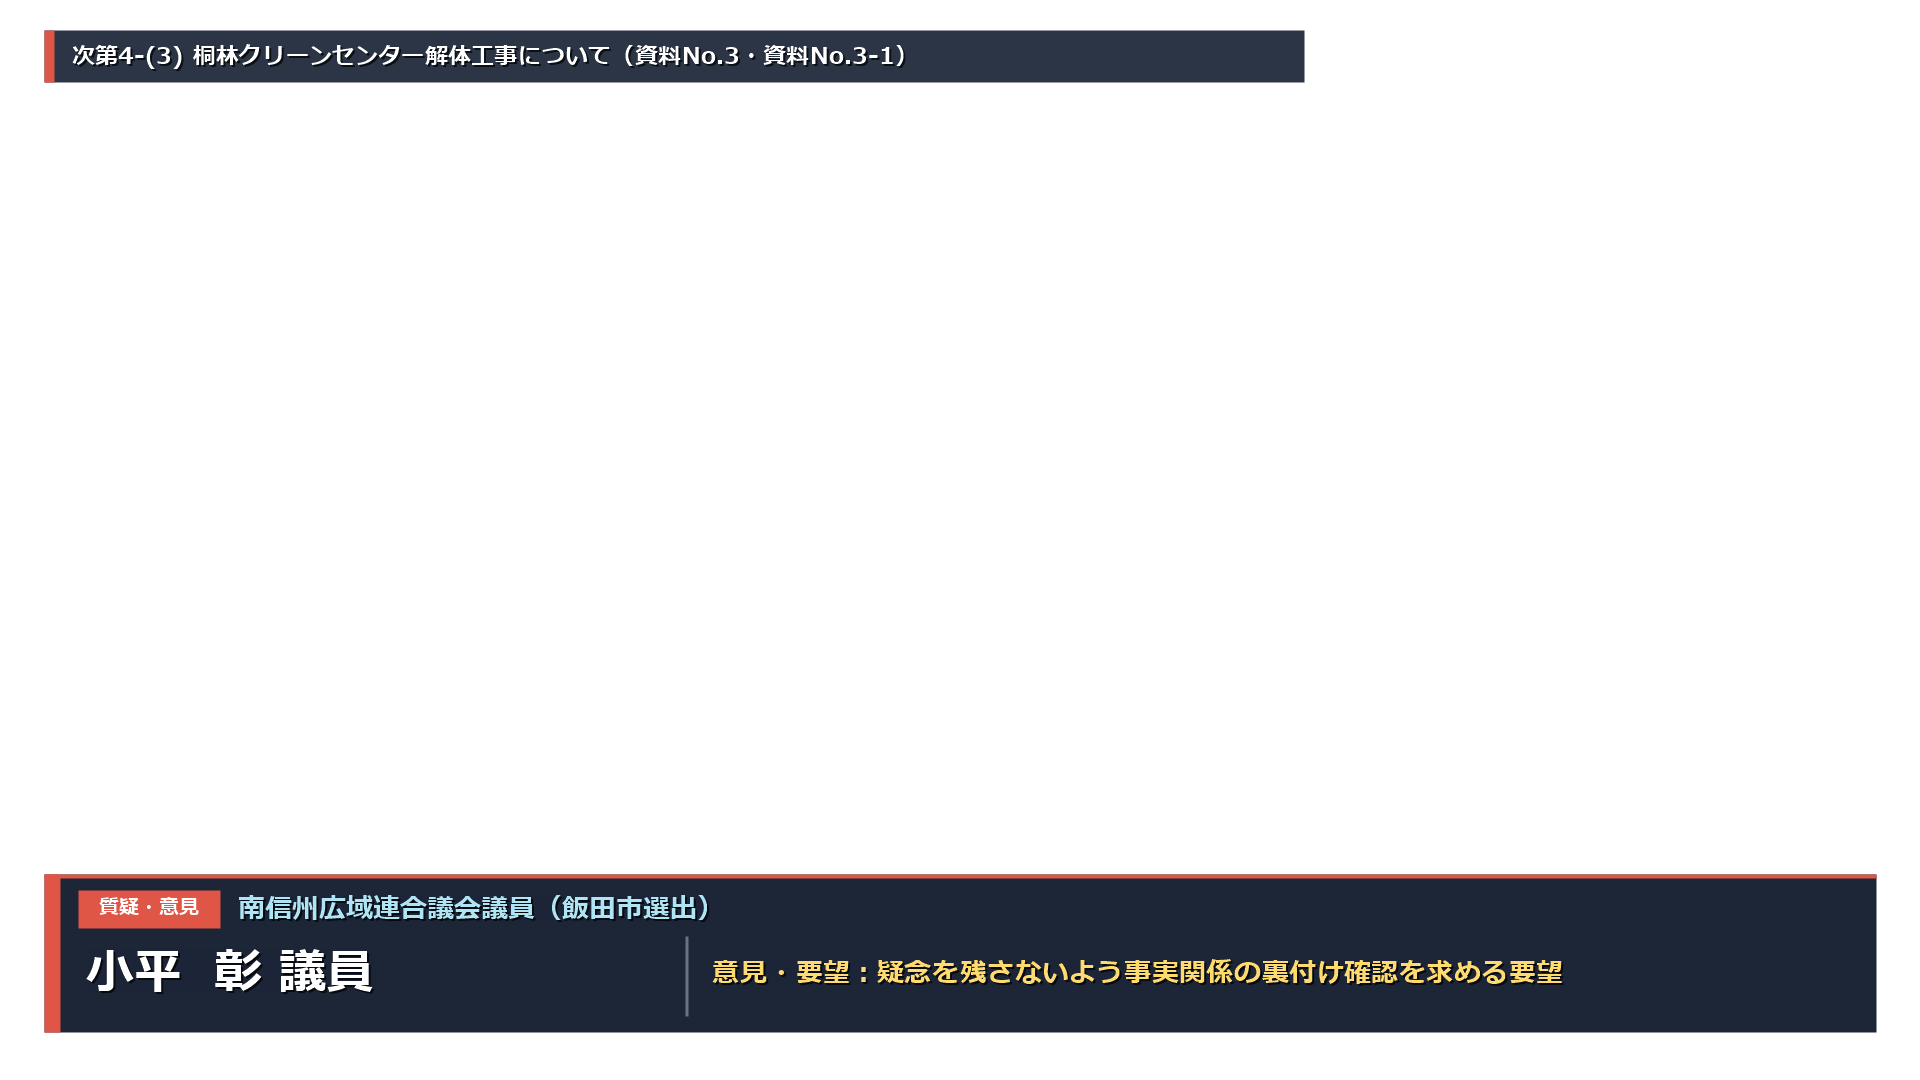 次第4-(3) 桐林クリーンセンター解体工事について（資料No.3・資料No.3-1）
質疑・意見 南信州広域連合議会議員（飯田市選出）
小平　彰 議員
意見・要望：疑念を残さないよう事実関係の裏付け確認を求める要望